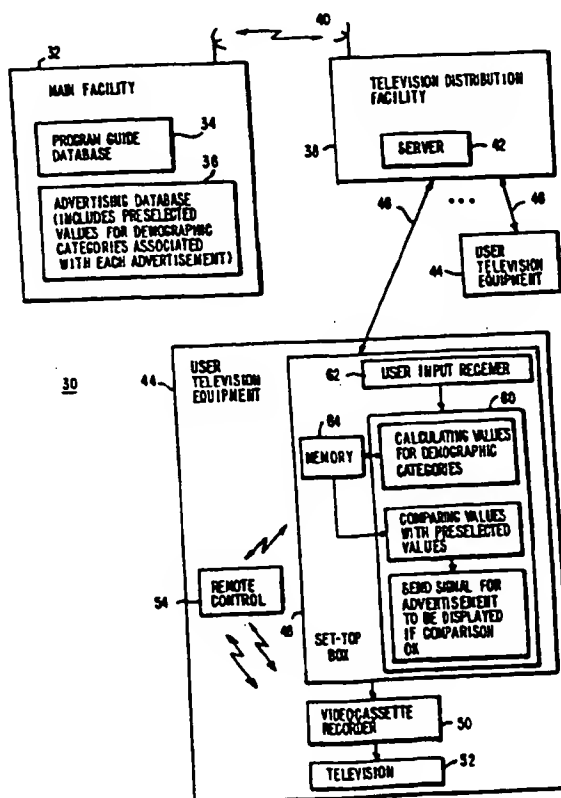 40
32
MAIN FACILITY
PROGRAM GUIDE
DATABASE
34
36
ADVERTISING DATABASE
(INCLUDES PRESELECTED
VALUES FOR DEMOGRAPHIC
CATEGORIES ASSOCIATED
WITH EACH ADVERTISEMENT)
TELEVISION DISTRIBUTION
FACILITY
38
SERVER
42
46
...
46
44
USER
TELEVISION
EQUIPMENT
30
44
USER
TELEVISION
EQUIPMENT
62
USER INPUT RECEIVER
60
64
MEMORY
CALCULATING VALUES
FOR DEMOGRAPHIC
CATEGORIES
COMPARING VALUES
WITH PRESELECTED
VALUES
SEND SIGNAL FOR
ADVERTISEMENT
TO BE DISPLAYED
IF COMPARISON
OK
REMOTE
CONTROL
54
48
SET-TOP
BOX
VIDEOCASSETTE
RECORDER
50
TELEVISION
52